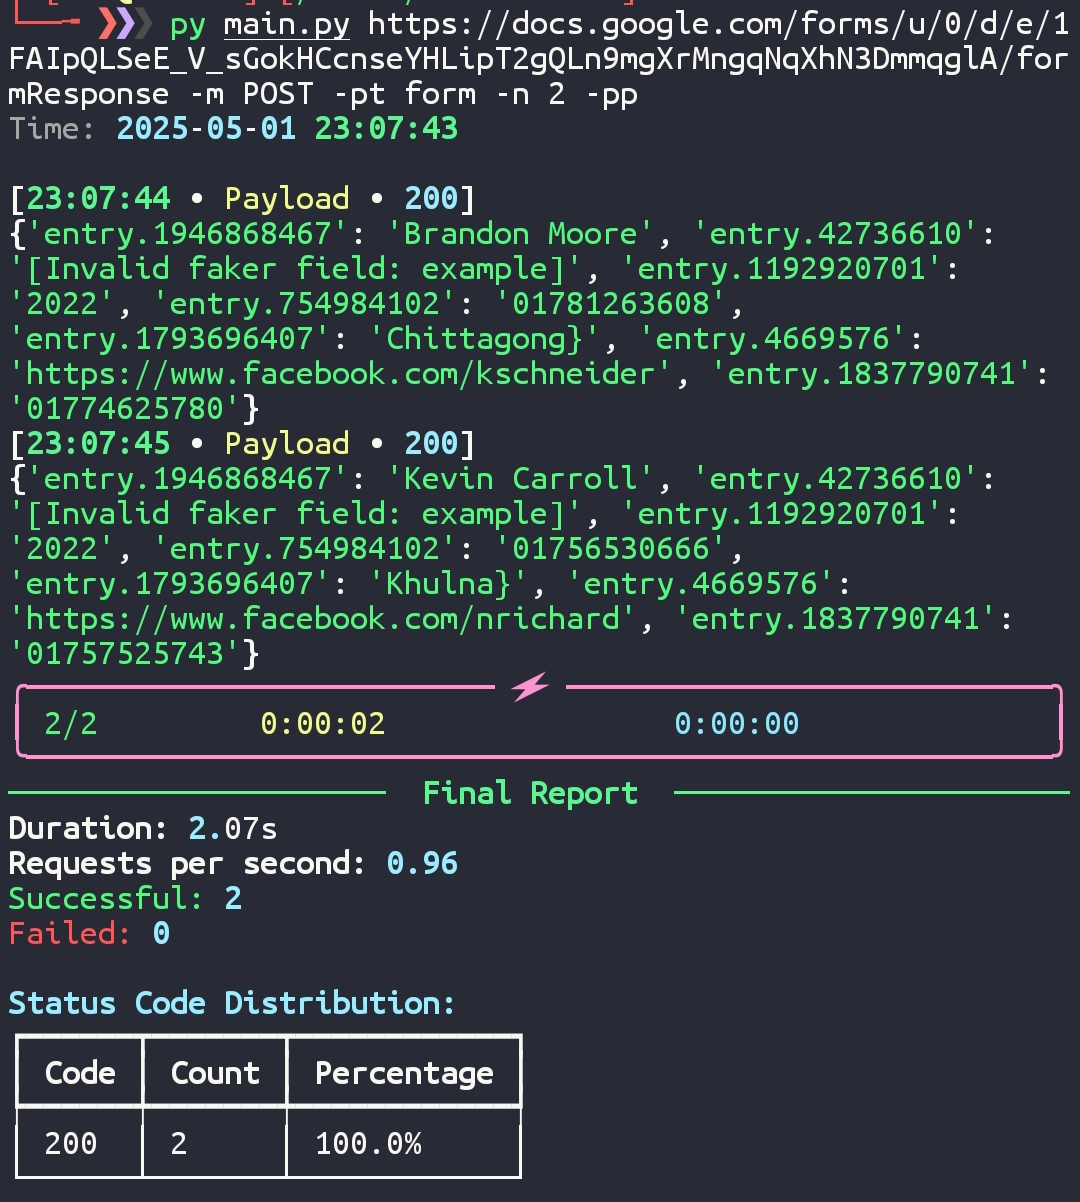 py main.py https://docs.google.com/forms/u/0/d/e/1
FAIpQLSeE_V_sGokHCcnseYHLipT2gQLn9mgXrMngqNqXhN3DmmqglA/for
mResponse -m POST -pt form -n 2 -pp
Time: 2025-05-01 23:07:43
[23:07:44 • Payload • 200]
{'entry.1946868467': 'Brandon Moore', 'entry.42736610':
'[Invalid faker field: example]', 'entry.1192920701':
'2022', 'entry.754984102': '01781263608',
'entry.1793696407': 'Chittagong}', 'entry.4669576':
'https://www.facebook.com/kschneider', 'entry.1837790741':
'01774625780'}
[23:07:45 • Payload • 200]
{'entry.1946868467': 'Kevin Carroll', 'entry.42736610':
'[Invalid faker field: example]', 'entry.1192920701':
'2022', 'entry.754984102': '01756530666',
'entry.1793696407': 'Khulna}', 'entry.4669576':
'https://www.facebook.com/nrichard', 'entry.1837790741':
'01757525743'}
2/2 0:00:02 0:00:00
Final Report
Duration: 2.07s
Requests per second: 0.96
Successful: 2
Failed: 0
Status Code Distribution:
Code Count Percentage
200 2 100.0%